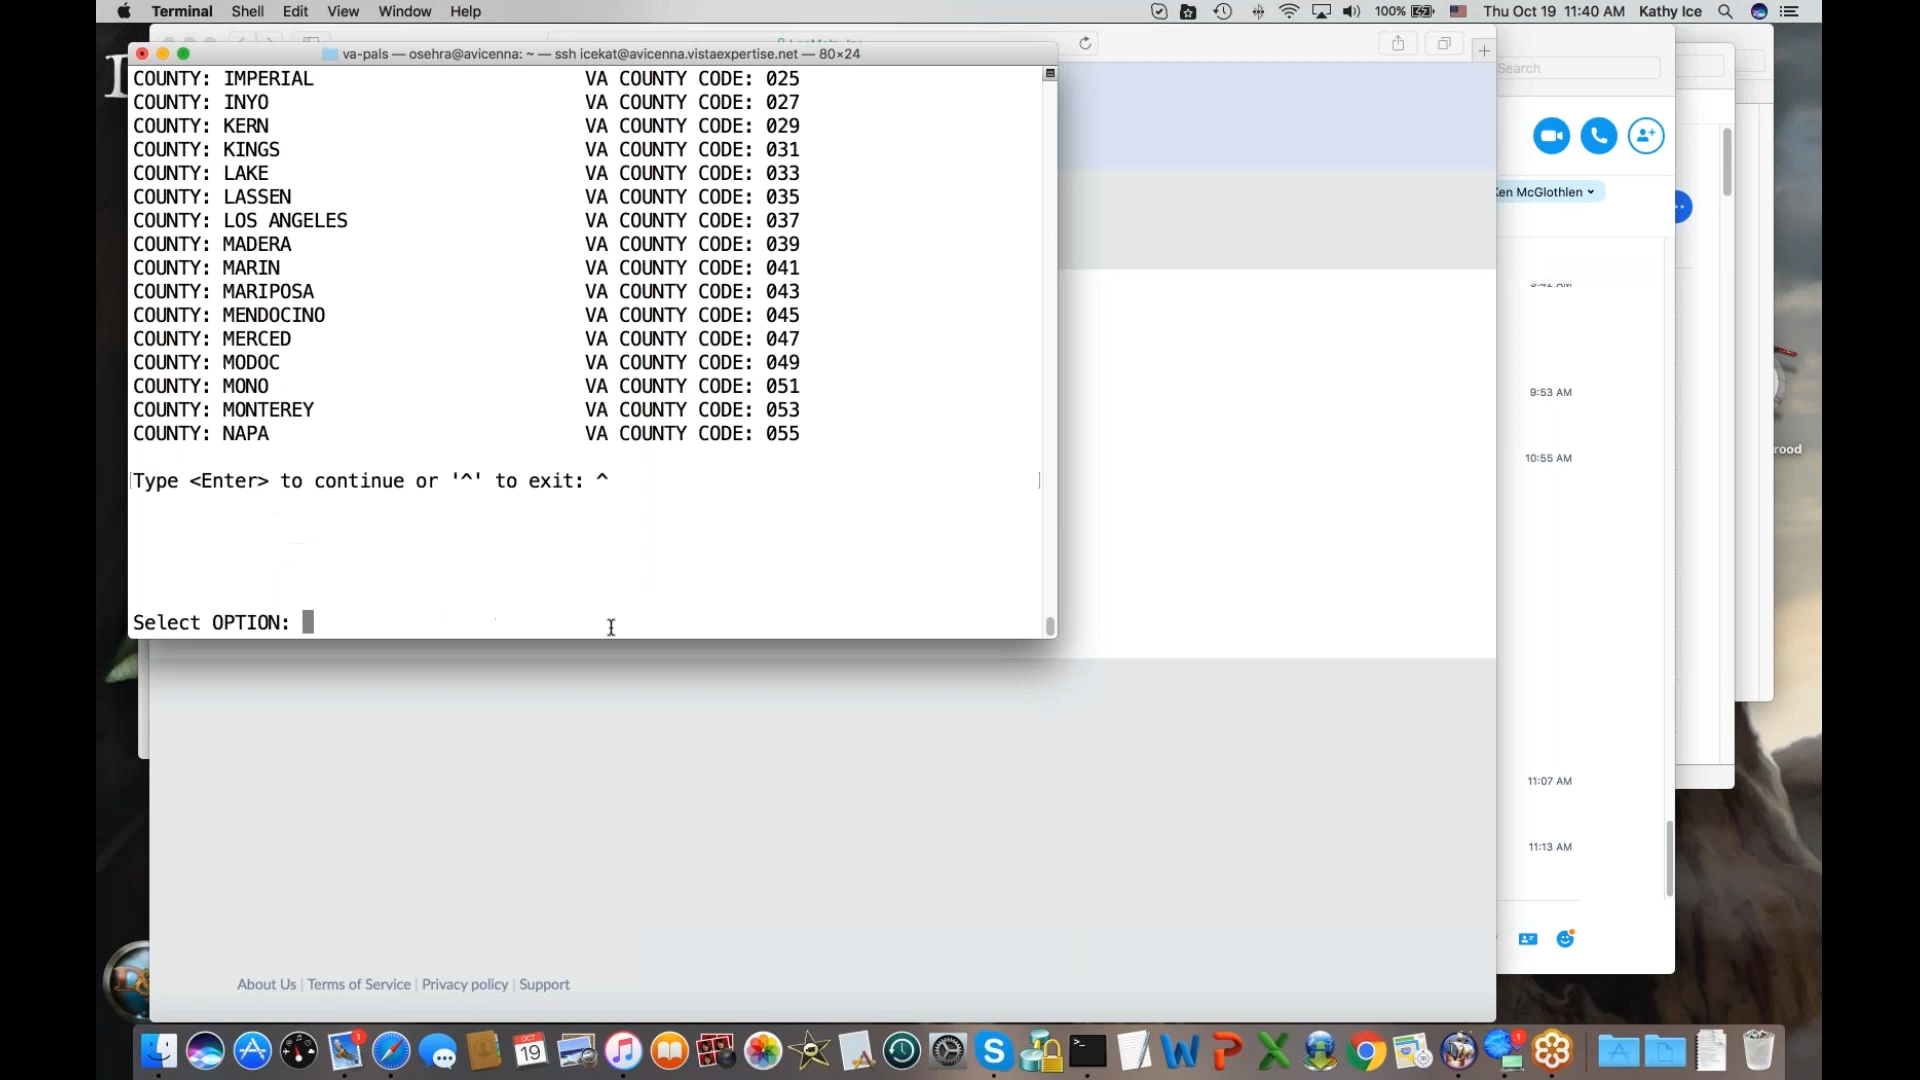 Terminal Shell Edit View Window Help 100% Thu Oct 19 11:40 AM Kathy Ice
va-pals — osehra@avicenna: ~ — ssh icekat@avicenna.vistaexpertise.net — 80×24
Search
COUNTY: IMPERIAL VA COUNTY CODE: 025
COUNTY: INYO VA COUNTY CODE: 027
COUNTY: KERN VA COUNTY CODE: 029
COUNTY: KINGS VA COUNTY CODE: 031
COUNTY: LAKE VA COUNTY CODE: 033
COUNTY: LASSEN VA COUNTY CODE: 035
COUNTY: LOS ANGELES VA COUNTY CODE: 037
COUNTY: MADERA VA COUNTY CODE: 039
COUNTY: MARIN VA COUNTY CODE: 041
COUNTY: MARIPOSA VA COUNTY CODE: 043
COUNTY: MENDOCINO VA COUNTY CODE: 045
COUNTY: MERCED VA COUNTY CODE: 047
COUNTY: MODOC VA COUNTY CODE: 049
COUNTY: MONO VA COUNTY CODE: 051
COUNTY: MONTEREY VA COUNTY CODE: 053
COUNTY: NAPA VA COUNTY CODE: 055
Type <Enter> to continue or '^' to exit: ^
Select OPTION:
Ken McGlothlen
9:53 AM
10:55 AM
11:07 AM
11:13 AM
rood
About Us | Terms of Service | Privacy policy | Support
OCT
19
1
1